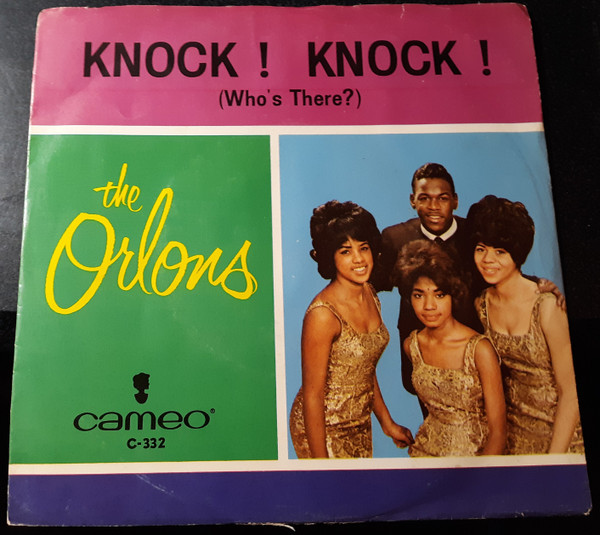 KNOCK ! KNOCK !
(Who's There?)
the
Orlons
cameo®
C-332